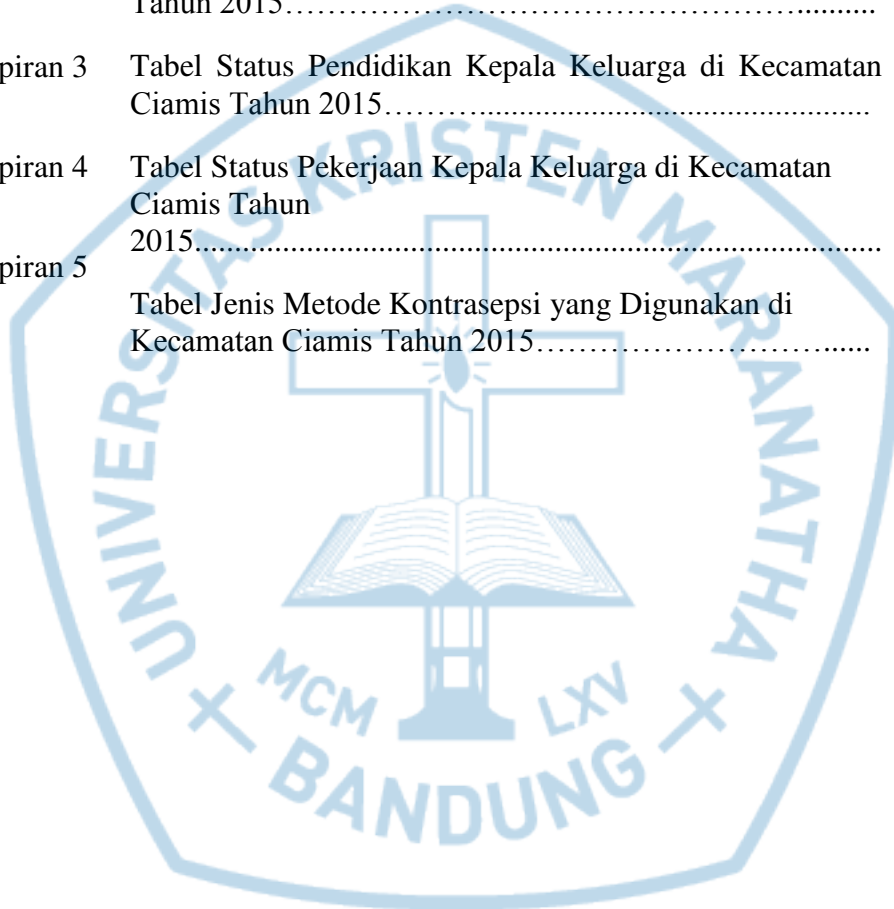 Tahun 2015……………………………………………..........
piran 3 Tabel Status Pendidikan Kepala Keluarga di Kecamatan
Ciamis Tahun 2015………..................................................
piran 4 Tabel Status Pekerjaan Kepala Keluarga di Kecamatan
Ciamis Tahun
2015...................................................................................
piran 5
Tabel Jenis Metode Kontrasepsi yang Digunakan di
Kecamatan Ciamis Tahun 2015………………………......
UNIVERSITAS KRISTEN MARANATHA
MCM LXV
BANDUNG